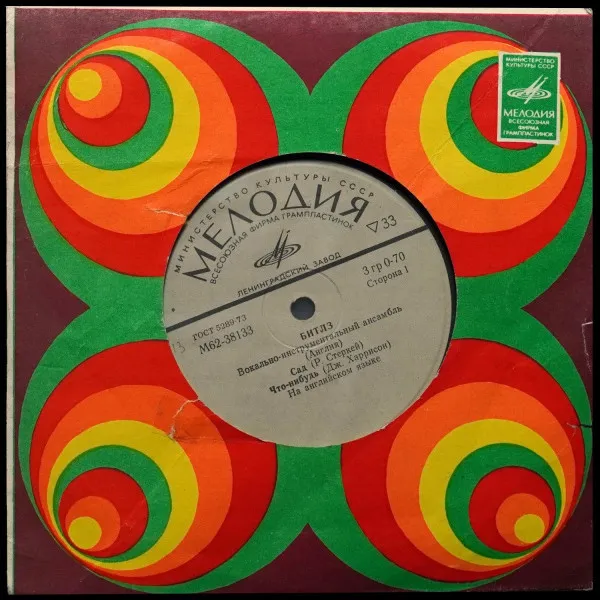 МИНИСТЕРСТВО
КУЛЬТУРЫ СССР
МЕЛОДИЯ
ВСЕСОЮЗНАЯ
ФИРМА
ГРАМПЛАСТИНОК
МИНИСТЕРСТВО КУЛЬТУРЫ СССР
МЕЛОДИЯ
ВСЕСОЮЗНАЯ ФИРМА ГРАМПЛАСТИНОК
33
ЛЕНИНГРАДСКИЙ ЗАВОД
3 гр 0-70
Сторона 1
ГОСТ 5289-73
М62-38133
73
БИТЛЗ
Вокально-инструментальный ансамбль
(Англия)
Сад (Р. Стеркей)
Что-нибудь (Дж. Харрисон)
На английском языке